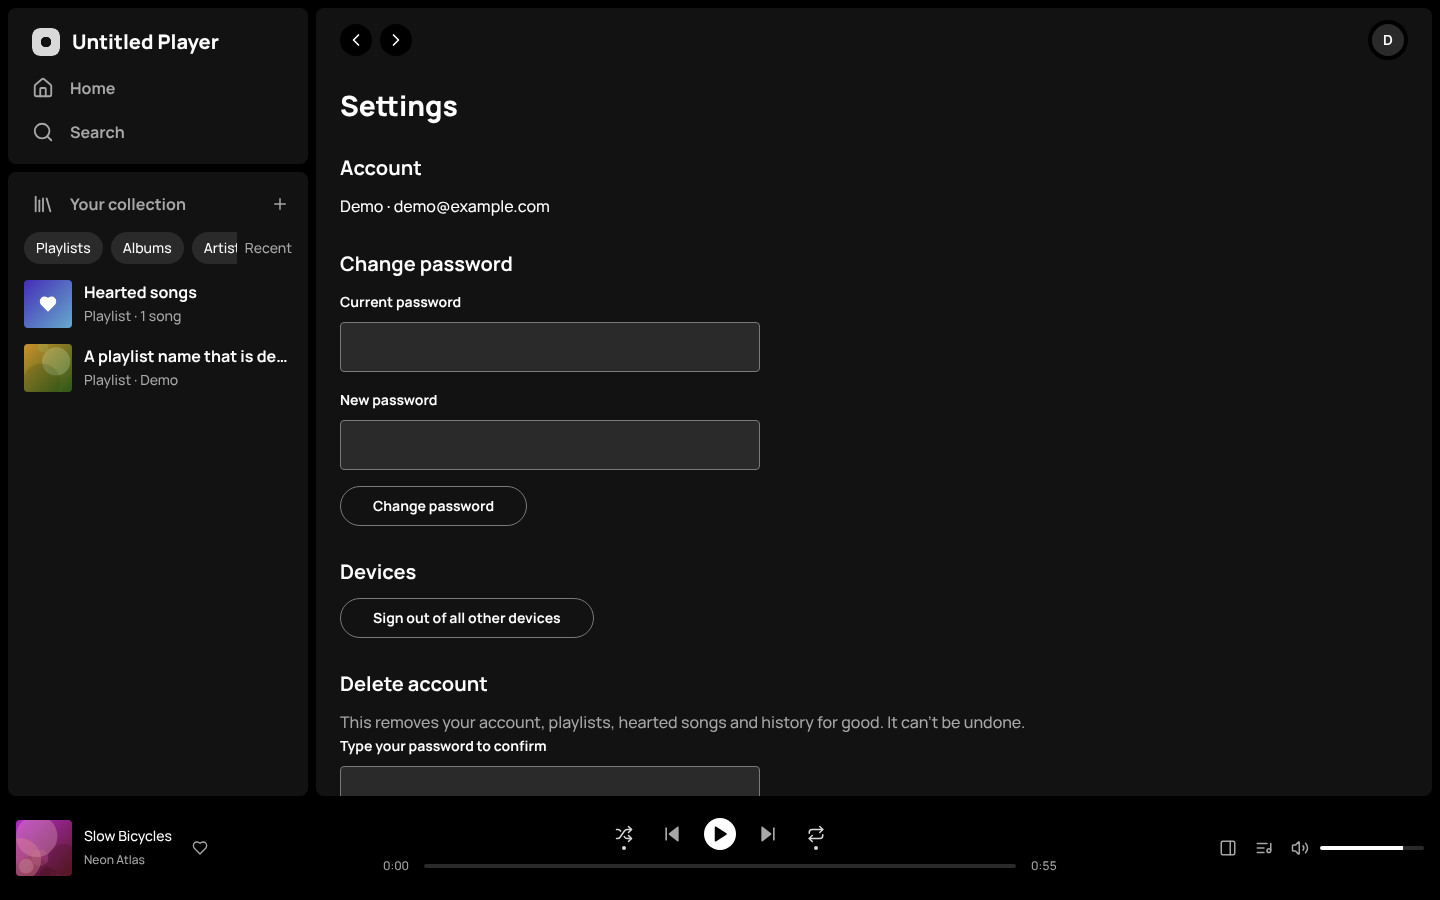 Untitled Player
Home
Search
Your collection
Playlists
Albums
Artist
Recent
Hearted songs
Playlist · 1 song
A playlist name that is de...
Playlist · Demo
D
Settings
Account
Demo · demo@example.com
Change password
Current password
New password
Change password
Devices
Sign out of all other devices
Delete account
This removes your account, playlists, hearted songs and history for good. It can't be undone.
Type your password to confirm
Slow Bicycles
Neon Atlas
0:00
0:55